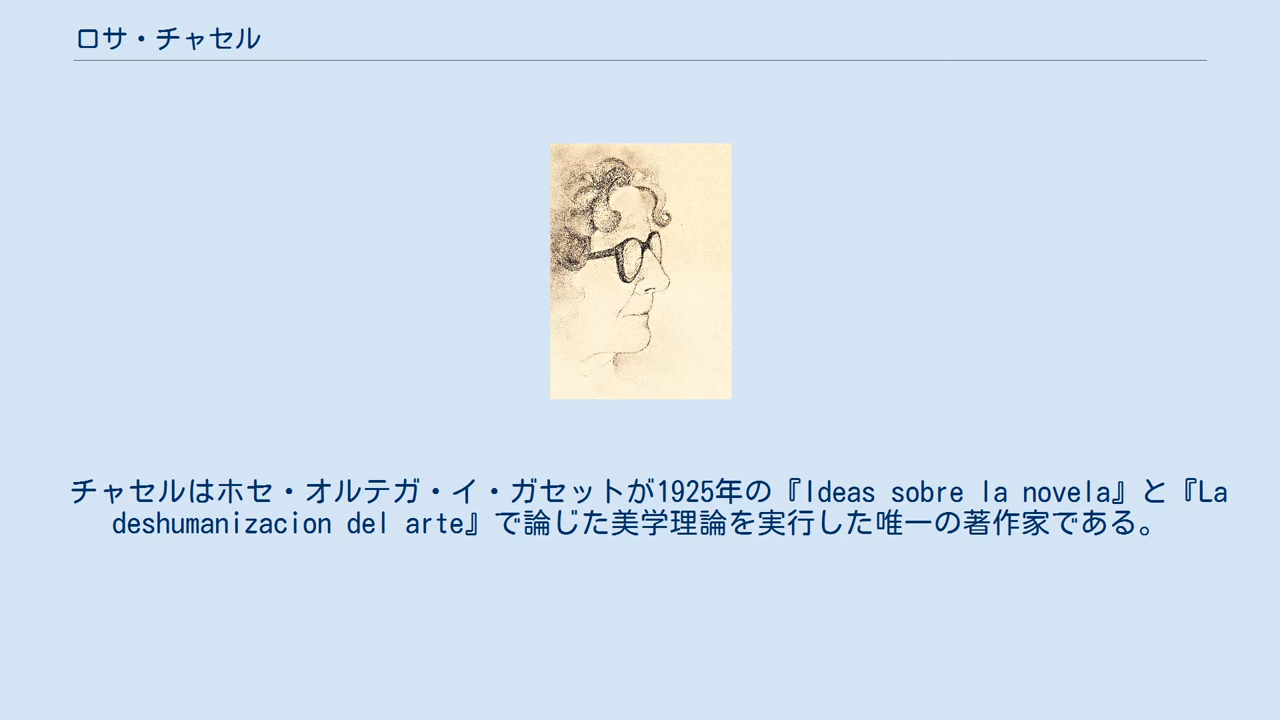 ロサ・チャセル
チャセルはホセ・オルテガ・イ・ガセットが1925年の『Ideas sobre la novela』と『La
deshumanizacion del arte』で論じた美学理論を実行した唯一の著作家である。